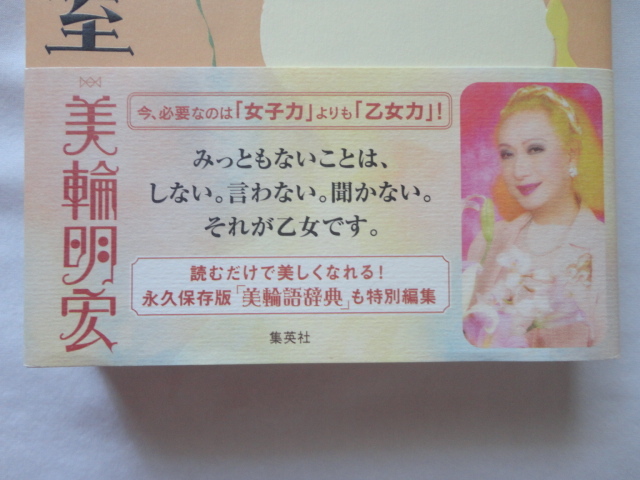 室
美輪明宏
今、必要なのは「女子力」よりも「乙女力」!
みっともないことは、
しない。言わない。聞かない。
それが乙女です。
読むだけで美しくなれる!
永久保存版「美輪語辞典」も特別編集
集英社